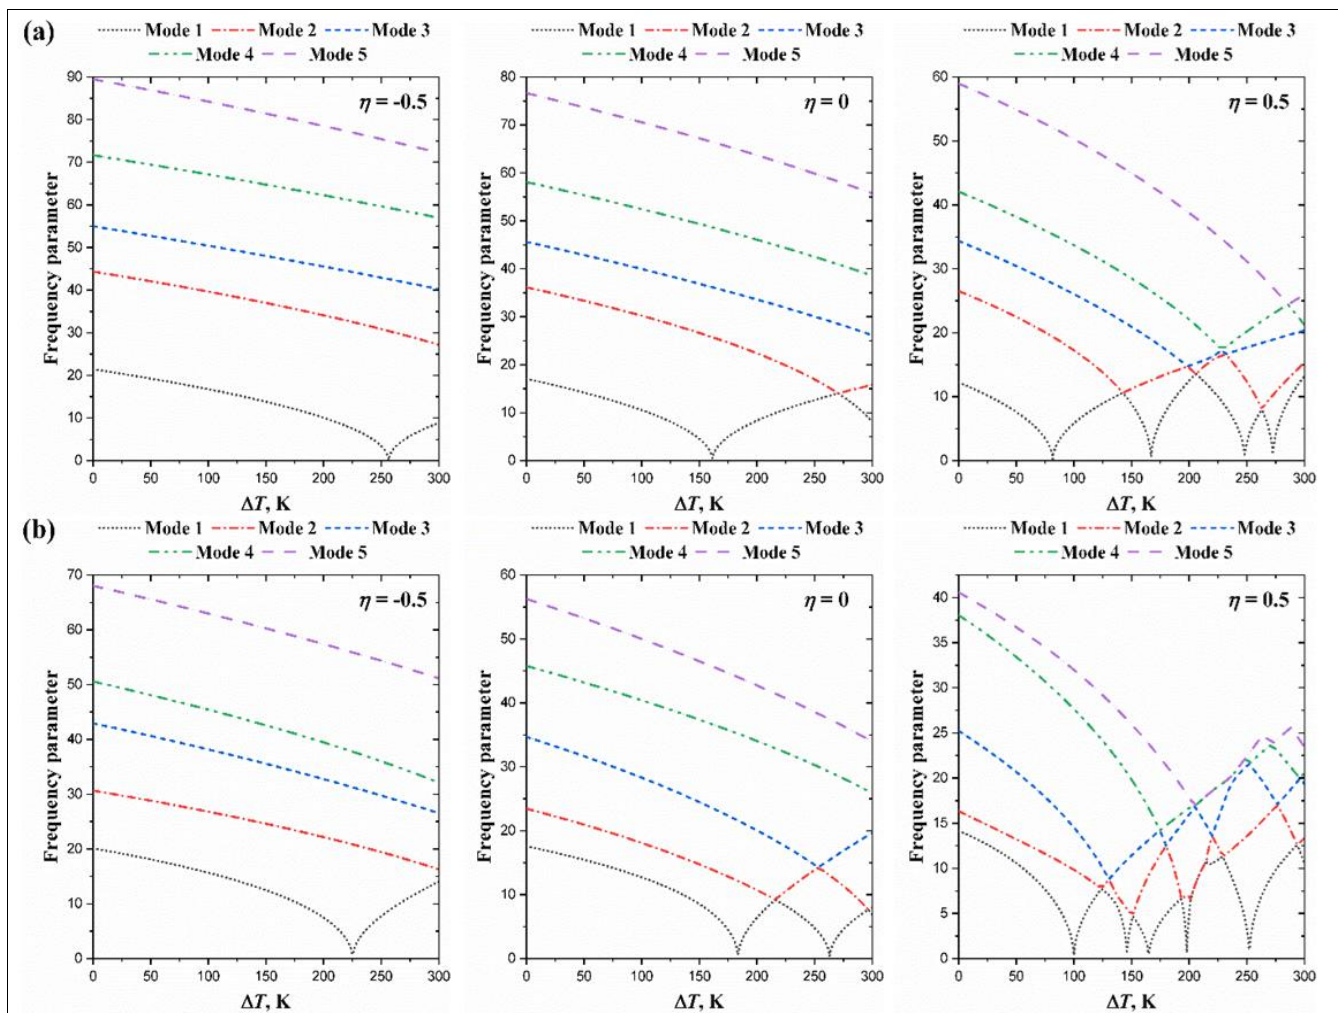 (a)
Mode 1 Mode 2 Mode 3
Mode 4 Mode 5
η = -0.5
Frequency parameter
90
80
70
60
50
40
30
20
10
0
0 50 100 150 200 250 300
ΔT, K
Mode 1 Mode 2 Mode 3
Mode 4 Mode 5
η = 0
Frequency parameter
80
70
60
50
40
30
20
10
0
0 50 100 150 200 250 300
ΔT, K
Mode 1 Mode 2 Mode 3
Mode 4 Mode 5
η = 0.5
Frequency parameter
60
50
40
30
20
10
0
0 50 100 150 200 250 300
ΔT, K
(b)
Mode 1 Mode 2 Mode 3
Mode 4 Mode 5
η = -0.5
Frequency parameter
70
60
50
40
30
20
10
0
0 50 100 150 200 250 300
ΔT, K
Mode 1 Mode 2 Mode 3
Mode 4 Mode 5
η = 0
Frequency parameter
60
50
40
30
20
10
0
0 50 100 150 200 250 300
ΔT, K
Mode 1 Mode 2 Mode 3
Mode 4 Mode 5
η = 0.5
Frequency parameter
40
35
30
25
20
15
10
5
0
0 50 100 150 200 250 300
ΔT, K